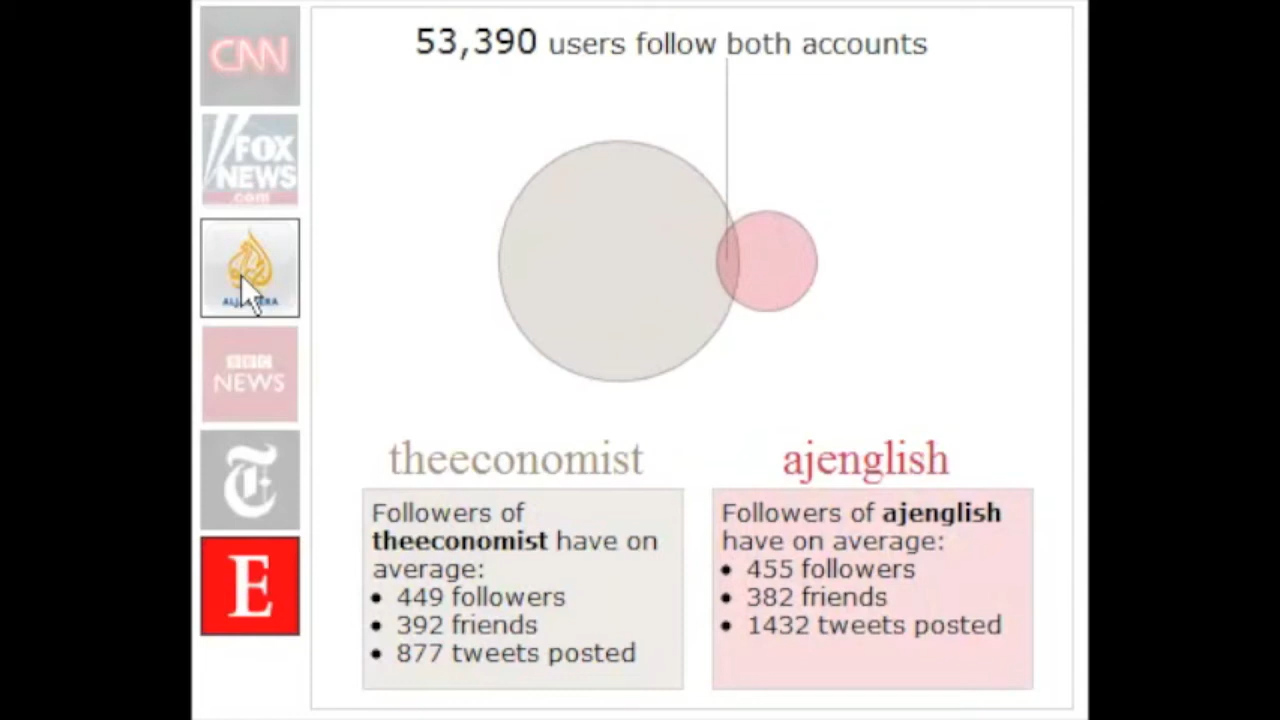 CNN
FOX
NEWS
.com
BBC
NEWS
T
E
53,390 users follow both accounts
theeconomist
Followers of
theeconomist have on
average:
• 449 followers
• 392 friends
• 877 tweets posted
ajenglish
Followers of ajenglish
have on average:
• 455 followers
• 382 friends
• 1432 tweets posted